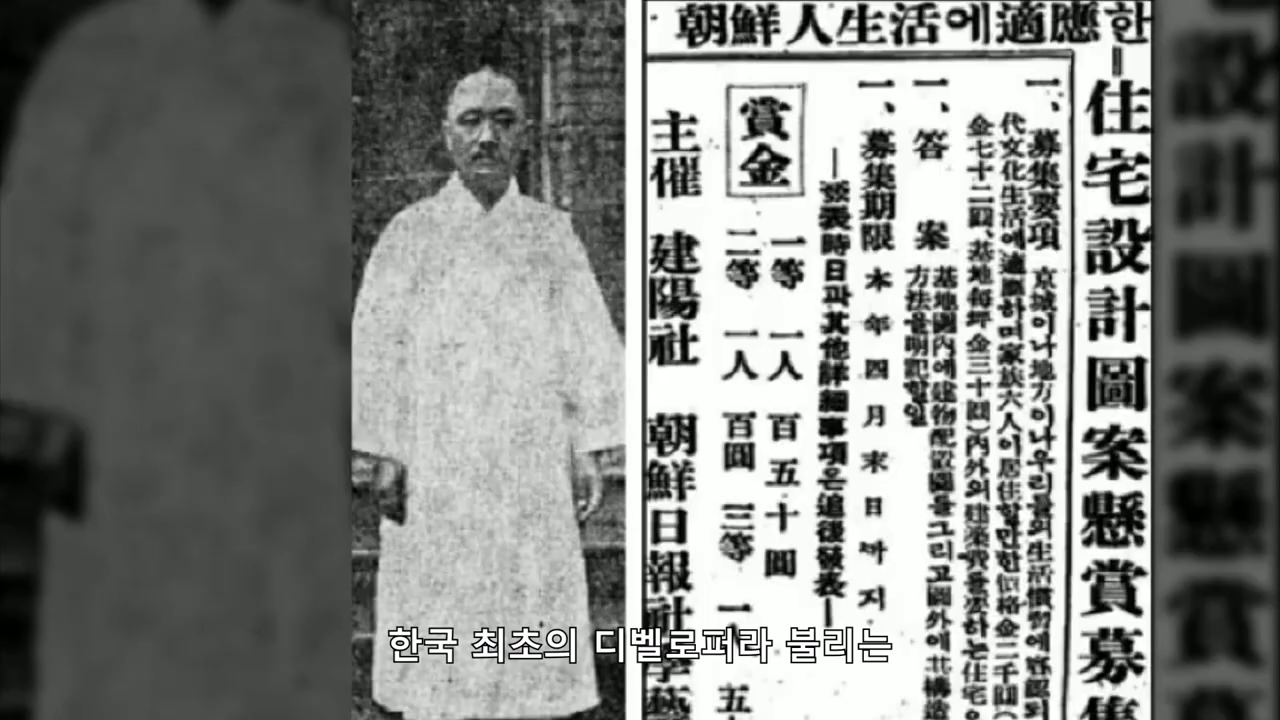 朝鮮人生活에適應한
住宅設計圖案懸賞募集
一、募集要項
京城이나地方이나우리들의生活慣習에
代文化生活에適應하며家族六人이居住할만한價格金二千圓
金七十二圓、基地每坪金三十圓)內外의建築費를要하는住宅
一、答案
基地圖內에建物配置圖를그리고圖外에其構造
方法을明記할일
一、募集期限 本年四月末日까지
—發表時日과其他詳細事項은追後發表—
賞金
一等 一人 百五十圓
二等 一人 百圓 三等 一人 五
主催 建陽社 朝鮮日報社學藝
한국 최초의 디벨로퍼라 불리는